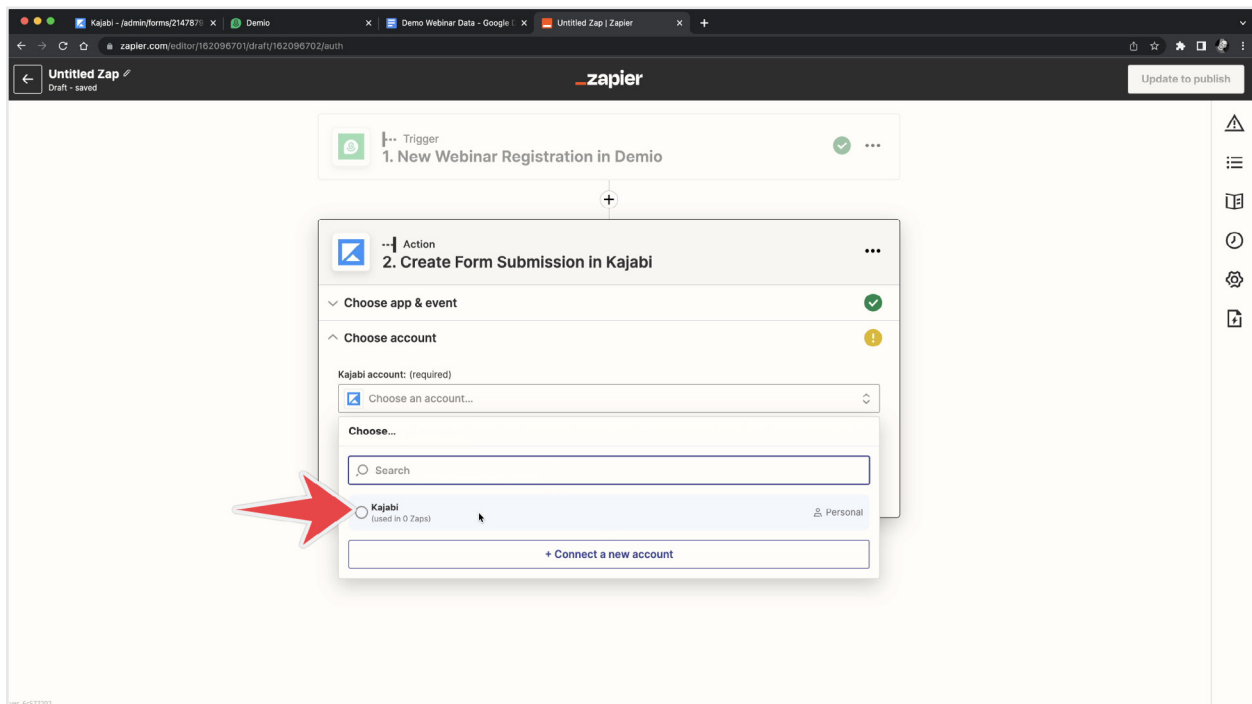 Kajabi - /admin/forms/2147879
Demio
Demo Webinar Data - Google
Untitled Zap | Zapier
zapier.com/editor/162096701/draft/162096702/auth
Untitled Zap
Draft - saved
zapier
Update to publish
Trigger
1. New Webinar Registration in Demio
Action
2. Create Form Submission in Kajabi
Choose app & event
Choose account
Kajabi account: (required)
Choose an account...
Choose...
Search
Kajabi
(used in 0 Zaps)
Personal
+ Connect a new account